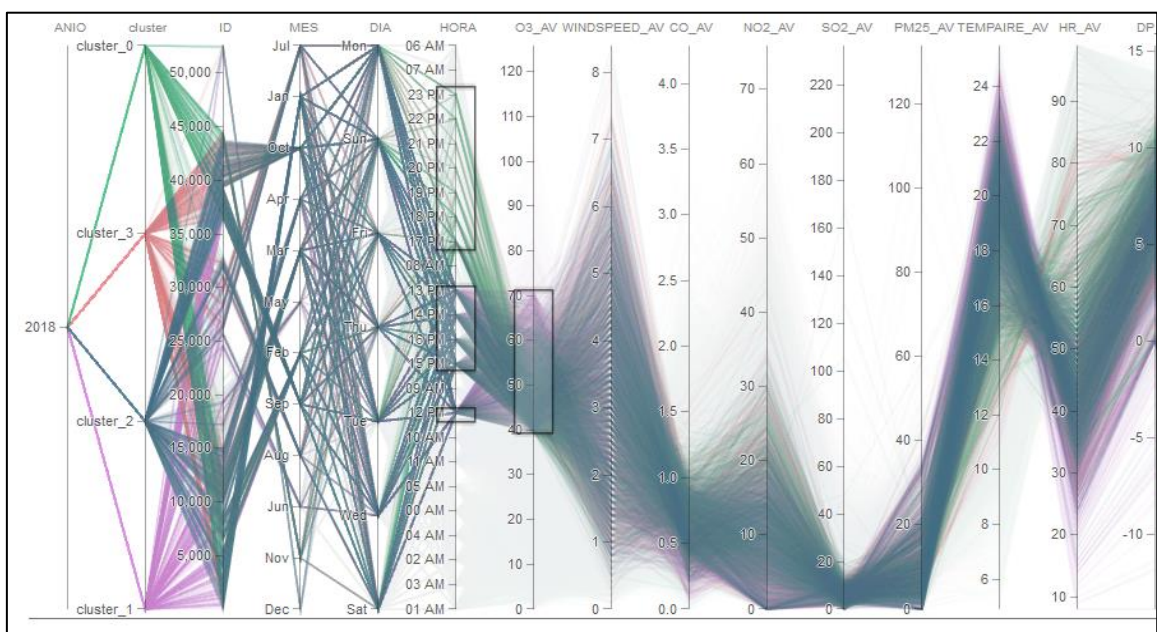 ANIO cluster ID MES DIA HORA O3_AV WINDSPEED_AV CO_AV NO2_AV SO2_AV PM25_AV TEMPAIRE_AV HR_AV DP
2018
cluster_0
cluster_3
cluster_2
cluster_1
50,000
45,000
40,000
35,000
30,000
25,000
20,000
15,000
10,000
5,000
Jul
Jan
Oct
Apr
Mar
May
Feb
Sep
Aug
Jun
Nov
Dec
Mon
Sun
Fri
Thu
Tue
Wed
Sat
06 AM
07 AM
23 PM
22 PM
21 PM
20 PM
19 PM
18 PM
17 PM
08 AM
13 PM
14 PM
16 PM
15 PM
09 AM
12 PM
10 AM
11 AM
05 AM
00 AM
04 AM
02 AM
03 AM
01 AM
120
110
100
90
80
70
60
50
40
30
20
10
0
8
7
6
5
4
3
2
1
0
4.0
3.5
3.0
2.5
2.0
1.5
1.0
0.5
0.0
70
60
50
40
30
20
10
0
220
200
180
160
140
120
100
80
60
40
20
0
120
100
80
60
40
20
0
24
22
20
18
16
14
12
10
8
6
90
80
70
60
50
40
30
20
10
15
10
5
0
-5
-10